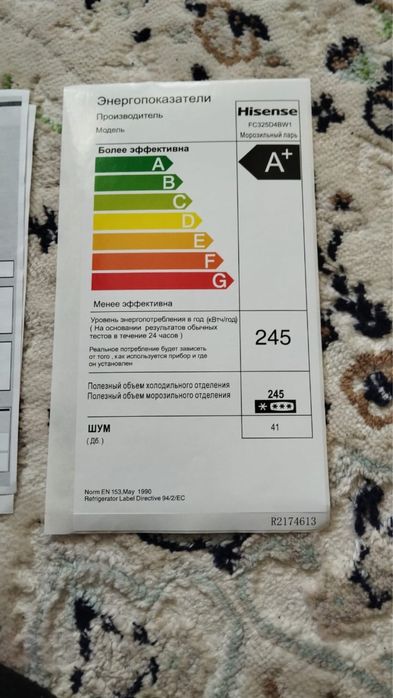 Энергопоказатели
Производитель
Hisense
Модель
FC325D4BW1
Морозильный ларь
Более эффективна
A+
A
B
C
D
E
F
G
Менее эффективна
Уровень энергопотребления в год (кВтч/год)
( На основании результатов обычных
тестов в течение 24 часов )
245
Реальное потребление будет зависеть
от того , как используется прибор и где
он установлен
Полезный объем холодильного отделения
Полезный объем морозильного отделения
245
ШУМ
41
( Дб. )
Norm EN 153,May 1990
Refrigerator Label Directive 94/2/EC
R2174613